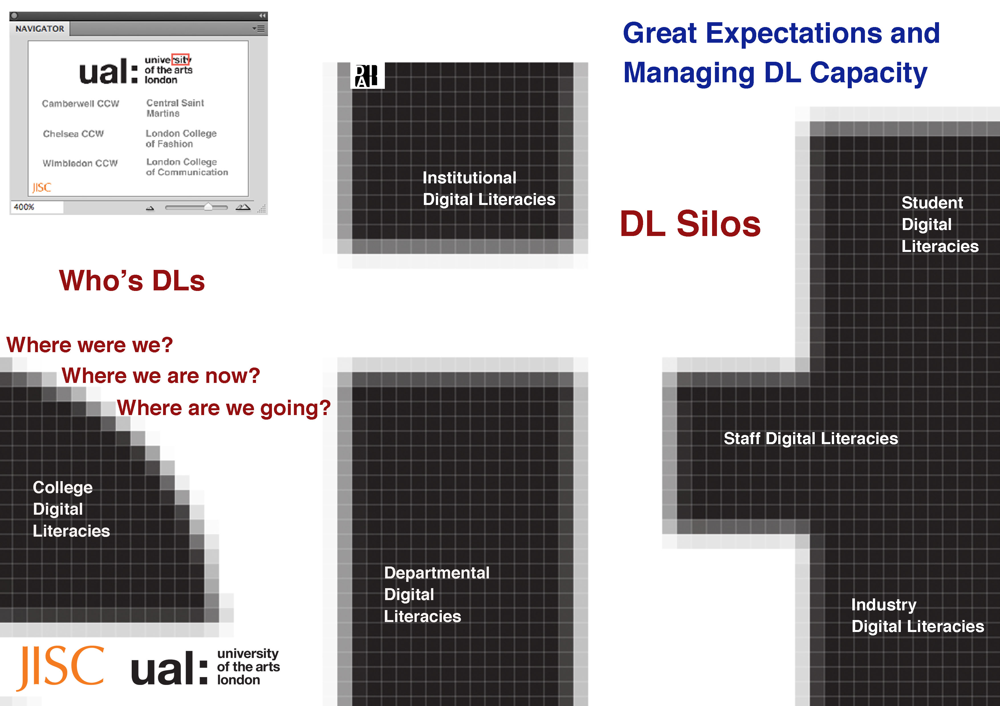 NAVIGATOR
ual:
university
of the arts
london
Camberwell CCW
Central Saint
Martins
Chelsea CCW
London College
of Fashion
Wimbledon CCW
London College
of Communication
JISC
400%
Great Expectations and
Managing DL Capacity
DIAL
Institutional
Digital Literacies
DL Silos
Student
Digital
Literacies
Who's DLs
Where were we?
Where we are now?
Where are we going?
Staff Digital Literacies
College
Digital
Literacies
Departmental
Digital
Literacies
Industry
Digital Literacies
JISC
ual:
university
of the arts
london